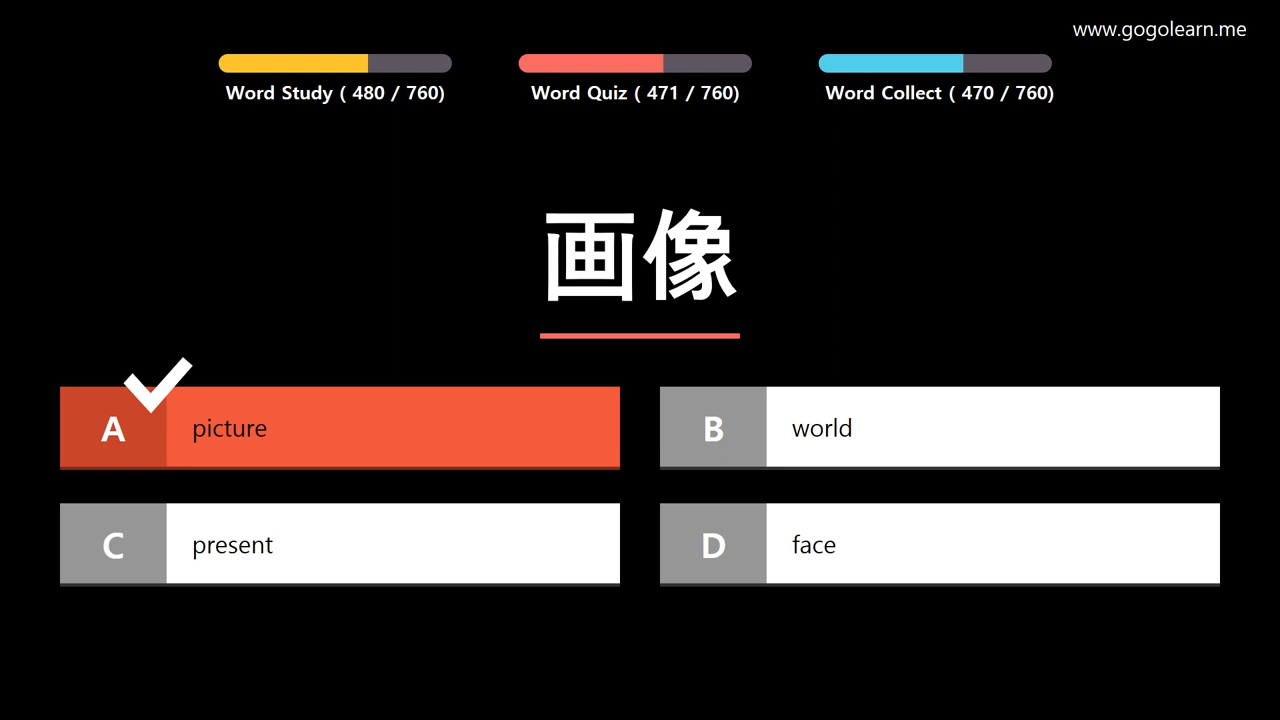 www.gogolearn.me
Word Study ( 480 / 760)
Word Quiz ( 471 / 760)
Word Collect ( 470 / 760)
画像
A picture
B world
C present
D face